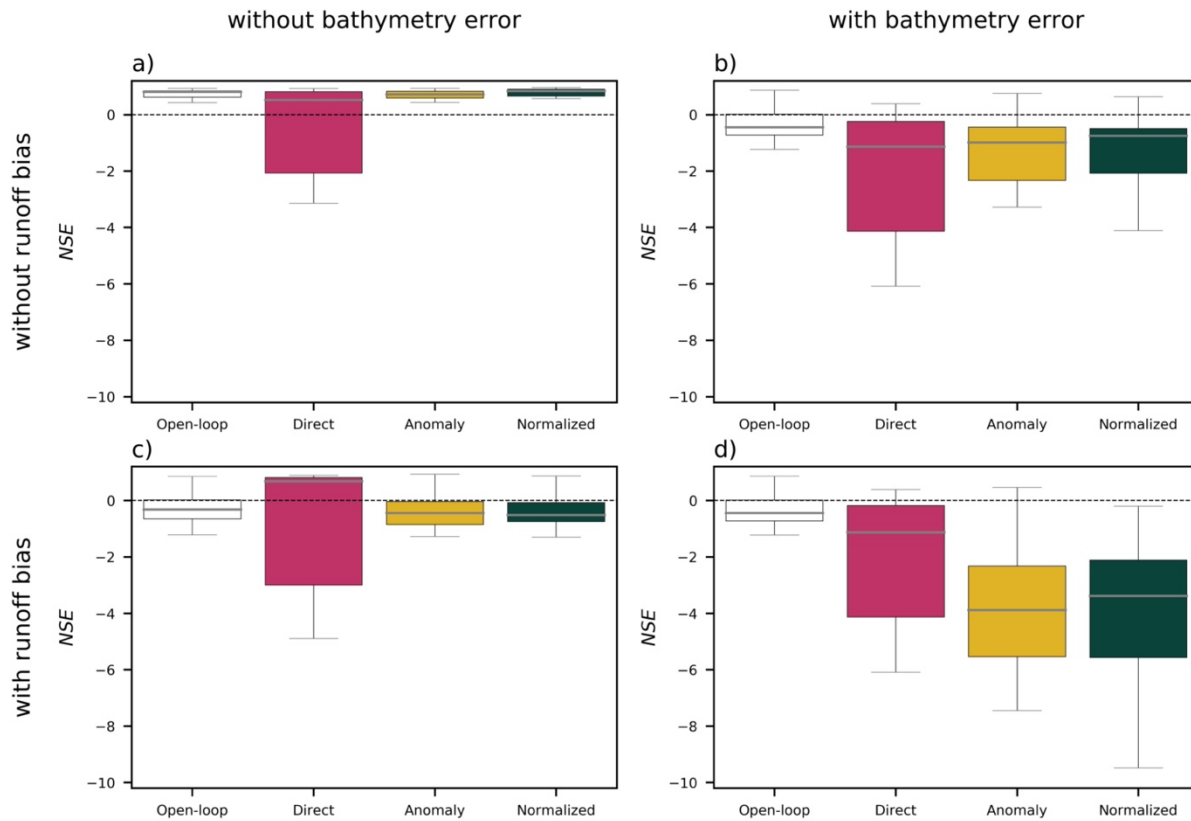 without bathymetry error
with bathymetry error
without runoff bias
a)
NSE
0
−2
−4
−6
−8
−10
Open-loop Direct Anomaly Normalized
b)
NSE
0
−2
−4
−6
−8
−10
Open-loop Direct Anomaly Normalized
with runoff bias
c)
NSE
0
−2
−4
−6
−8
−10
Open-loop Direct Anomaly Normalized
d)
NSE
0
−2
−4
−6
−8
−10
Open-loop Direct Anomaly Normalized